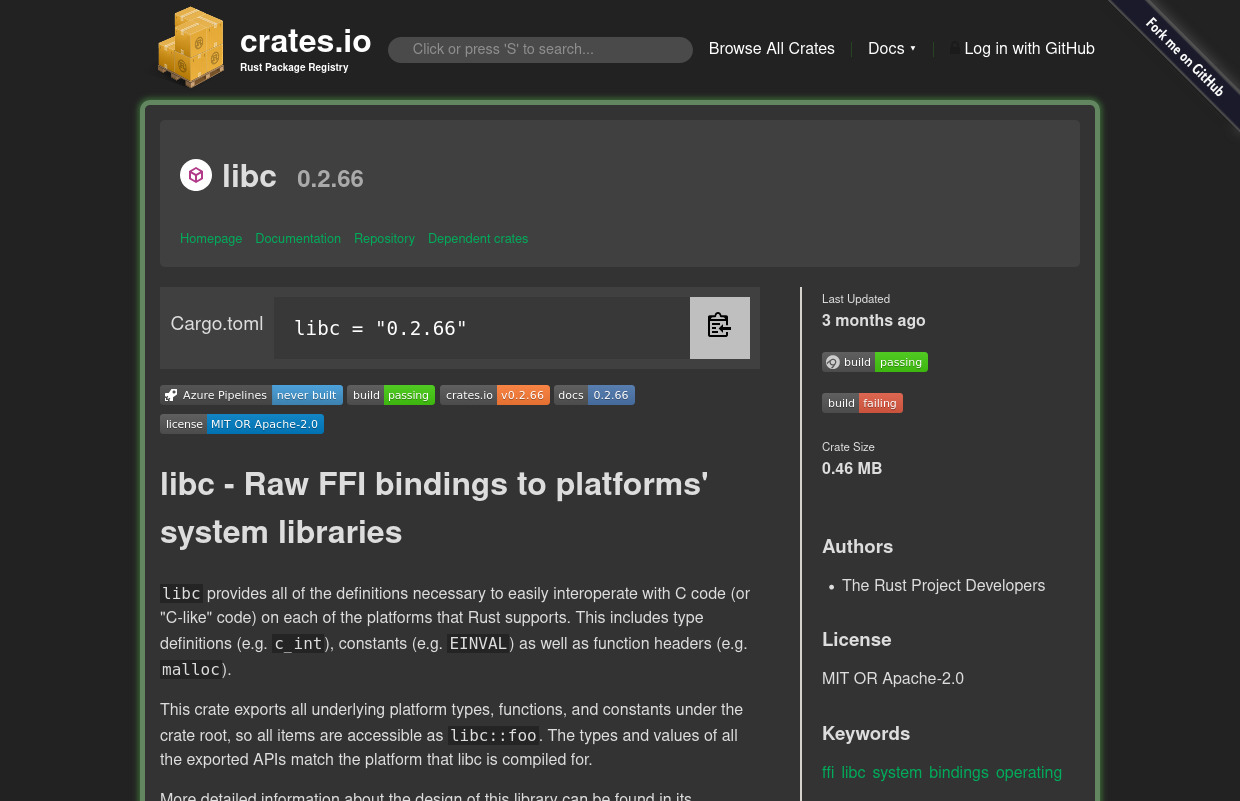 crates.io
Rust Package Registry
Click or press 'S' to search...
Browse All Crates
Docs ▾
Log in with GitHub
Fork me on GitHub
libc 0.2.66
Homepage Documentation Repository Dependent crates
Cargo.toml
libc = "0.2.66"
Azure Pipelines never built
build passing
crates.io v0.2.66
docs 0.2.66
license MIT OR Apache-2.0
libc - Raw FFI bindings to platforms'
system libraries
libc provides all of the definitions necessary to easily interoperate with C code (or
"C-like" code) on each of the platforms that Rust supports. This includes type
definitions (e.g. c_int), constants (e.g. EINVAL) as well as function headers (e.g.
malloc).
This crate exports all underlying platform types, functions, and constants under the
crate root, so all items are accessible as libc::foo. The types and values of all
the exported APIs match the platform that libc is compiled for.
More detailed information about the design of this library can be found in its
Last Updated
3 months ago
build passing
build failing
Crate Size
0.46 MB
Authors
• The Rust Project Developers
License
MIT OR Apache-2.0
Keywords
ffi libc system bindings operating